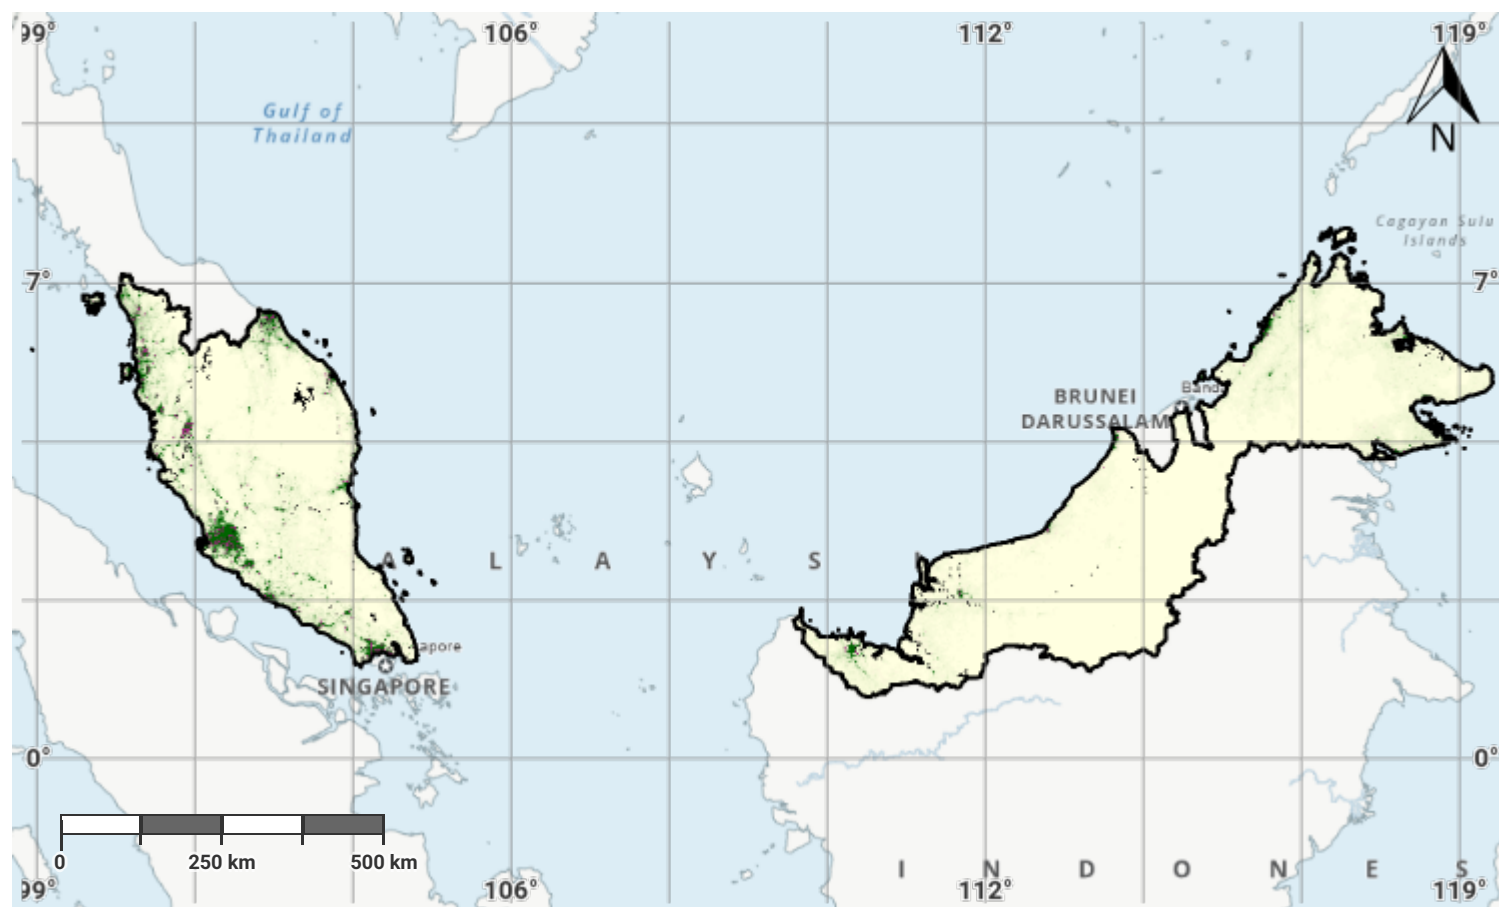 99°
106°
112°
119°
Gulf of
Thailand
N
Cagayan Sulu
Islands
7°
7°
BRUNEI
DARUSSALAM
Band
A L A Y S I
apore
SINGAPORE
0°
0°
0
250 km
500 km
I N D O N E S
99°
106°
112°
119°